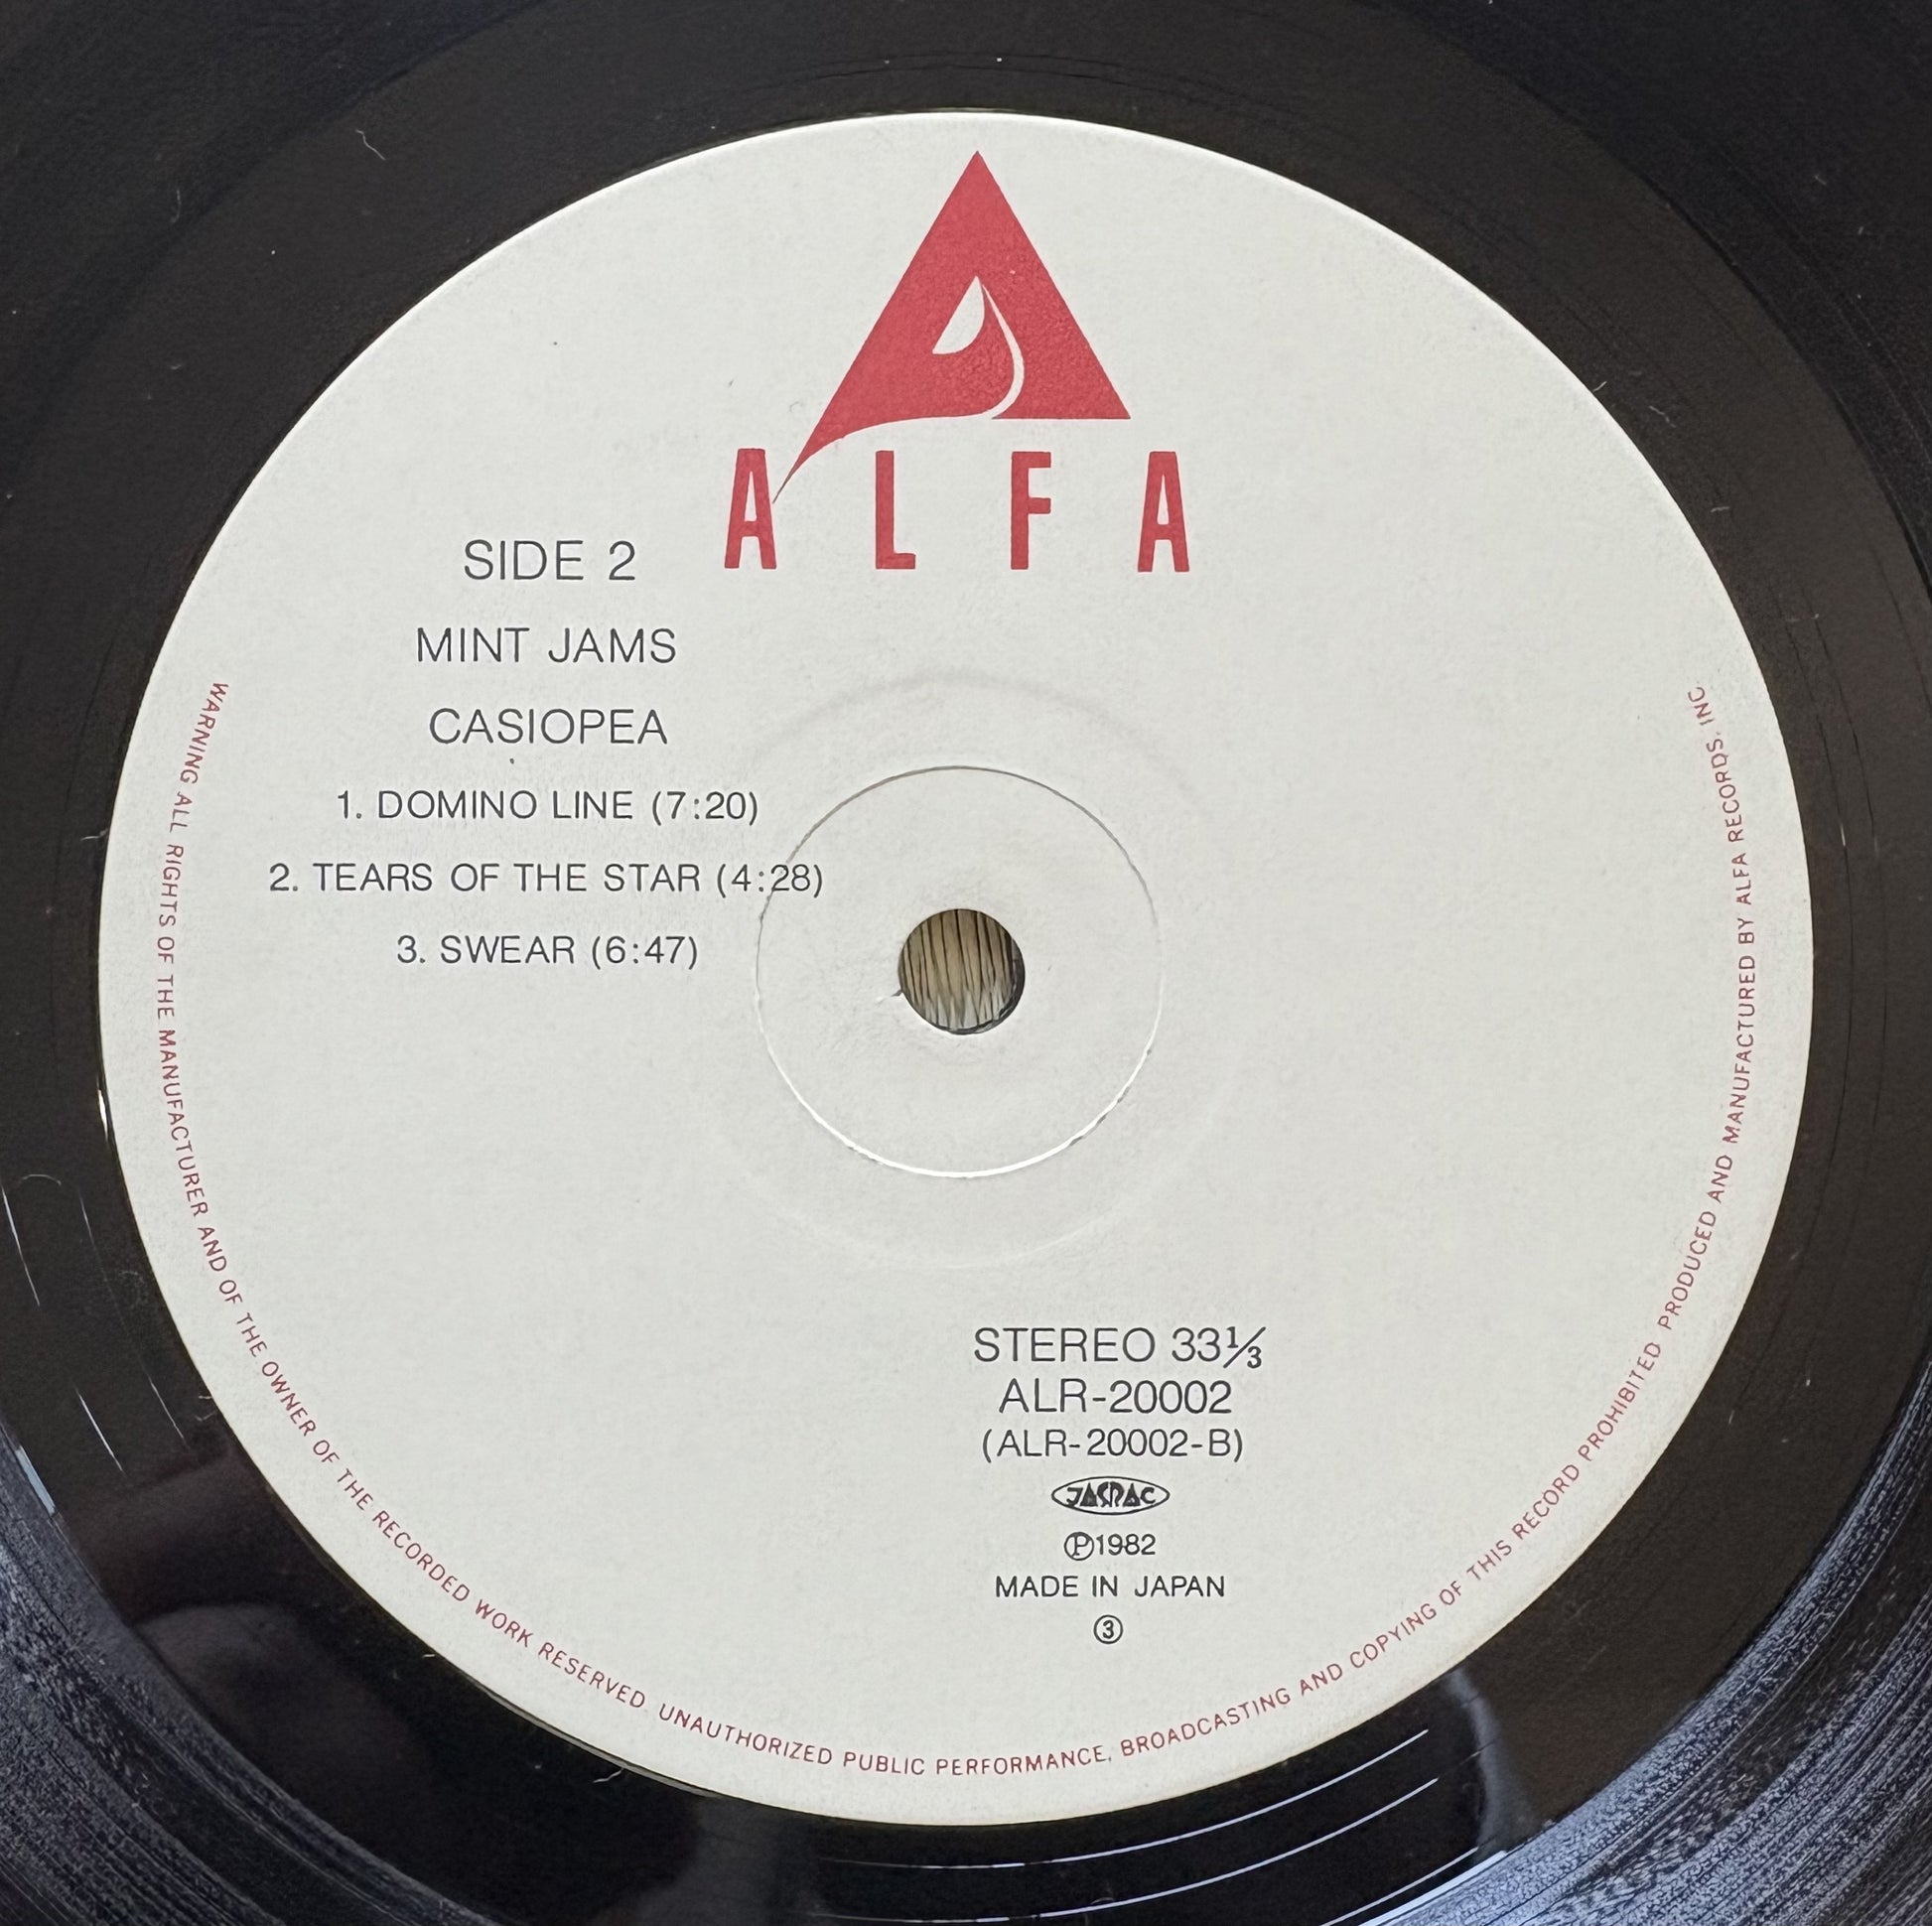 ALFA
SIDE 2
MINT JAMS
CASIOPEA
1. DOMINO LINE (7:20)
2. TEARS OF THE STAR (4:28)
3. SWEAR (6:47)
STEREO 33⅓
ALR-20002
(ALR-20002-B)
JASRAC
Ⓟ1982
MADE IN JAPAN
③
WARNING ALL RIGHTS OF THE MANUFACTURER AND OF THE OWNER OF THE RECORDED WORK RESERVED UNAUTHORIZED PUBLIC PERFORMANCE, BROADCASTING AND COPYING OF THIS RECORD PROHIBITED PRODUCED AND MANUFACTURED BY ALFA RECORDS, INC.